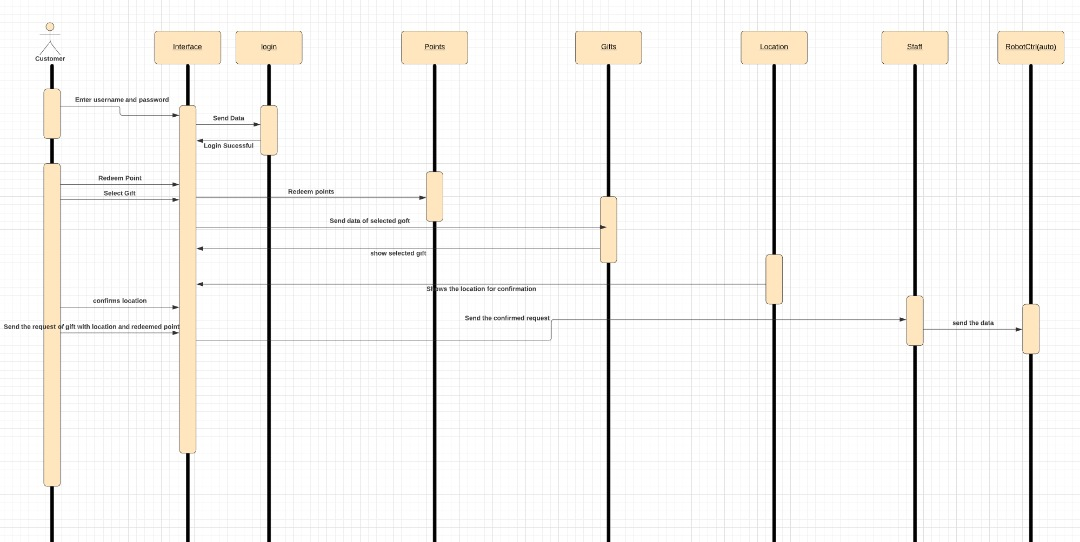 Customer
Interface
login
Points
Gifts
Location
Staff
RobotCtrl(auto)
Enter username and password
Send Data
Login Sucessful
Redeem Point
Select Gift
Redeem points
Send data of selected goft
show selected gift
Shows the location for confirmation
confirms location
Send the confirmed request
send the data
Send the request of gift with location and redeemed point